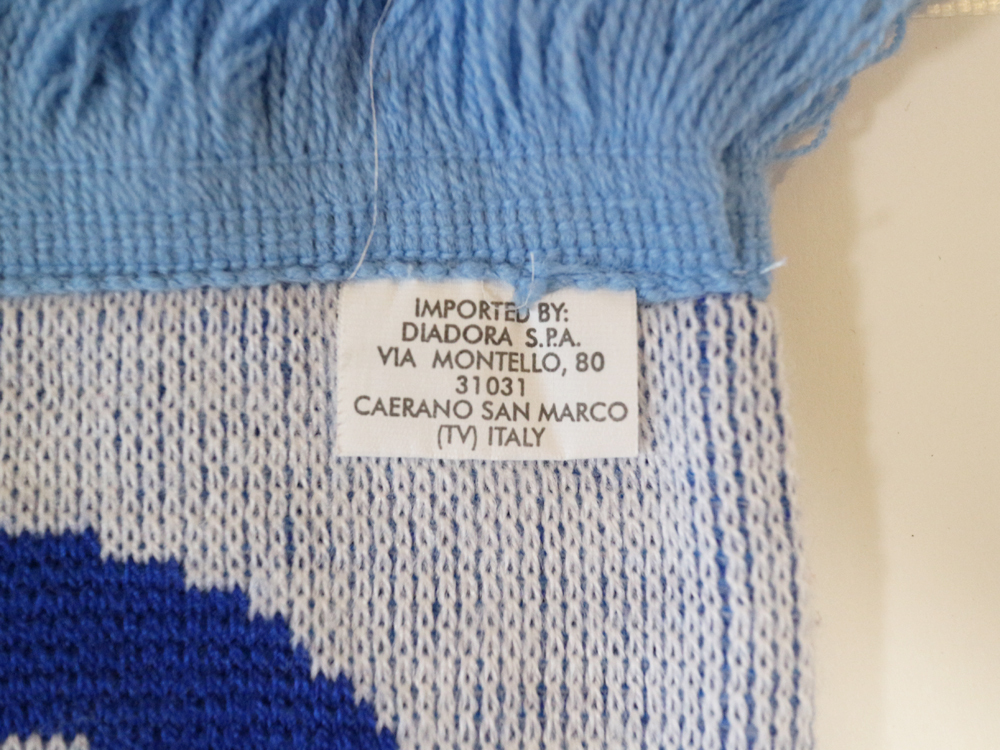 IMPORTED BY:
DIADORA S.P.A.
VIA MONTELLO, 80
31031
CAERANO SAN MARCO
(TV) ITALY